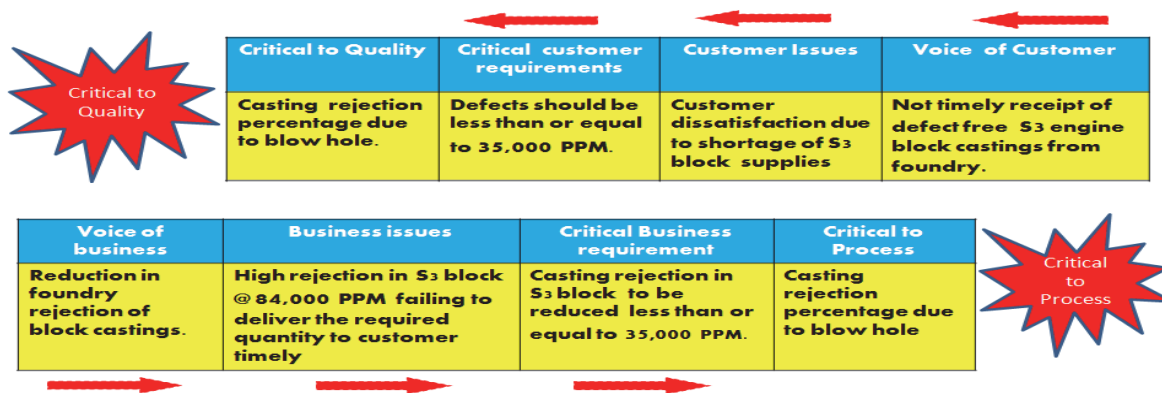 Critical to
Quality
Critical to Quality
Casting rejection
percentage due
to blow hole.
Critical customer
requirements
Defects should be
less than or equal
to 35,000 PPM.
Customer Issues
Customer
dissatisfaction due
to shortage of S3
block supplies
Voice of Customer
Not timely receipt of
defect free S3 engine
block castings from
foundry.
Voice of
business
Reduction in
foundry
rejection of
block castings.
Business issues
High rejection in S3 block
@ 84,000 PPM failing to
deliver the required
quantity to customer
timely
Critical Business
requirement
Casting rejection in
S3 block to be
reduced less than or
equal to 35,000 PPM.
Critical to
Process
Casting
rejection
percentage due
to blow hole
Critical
to
Process